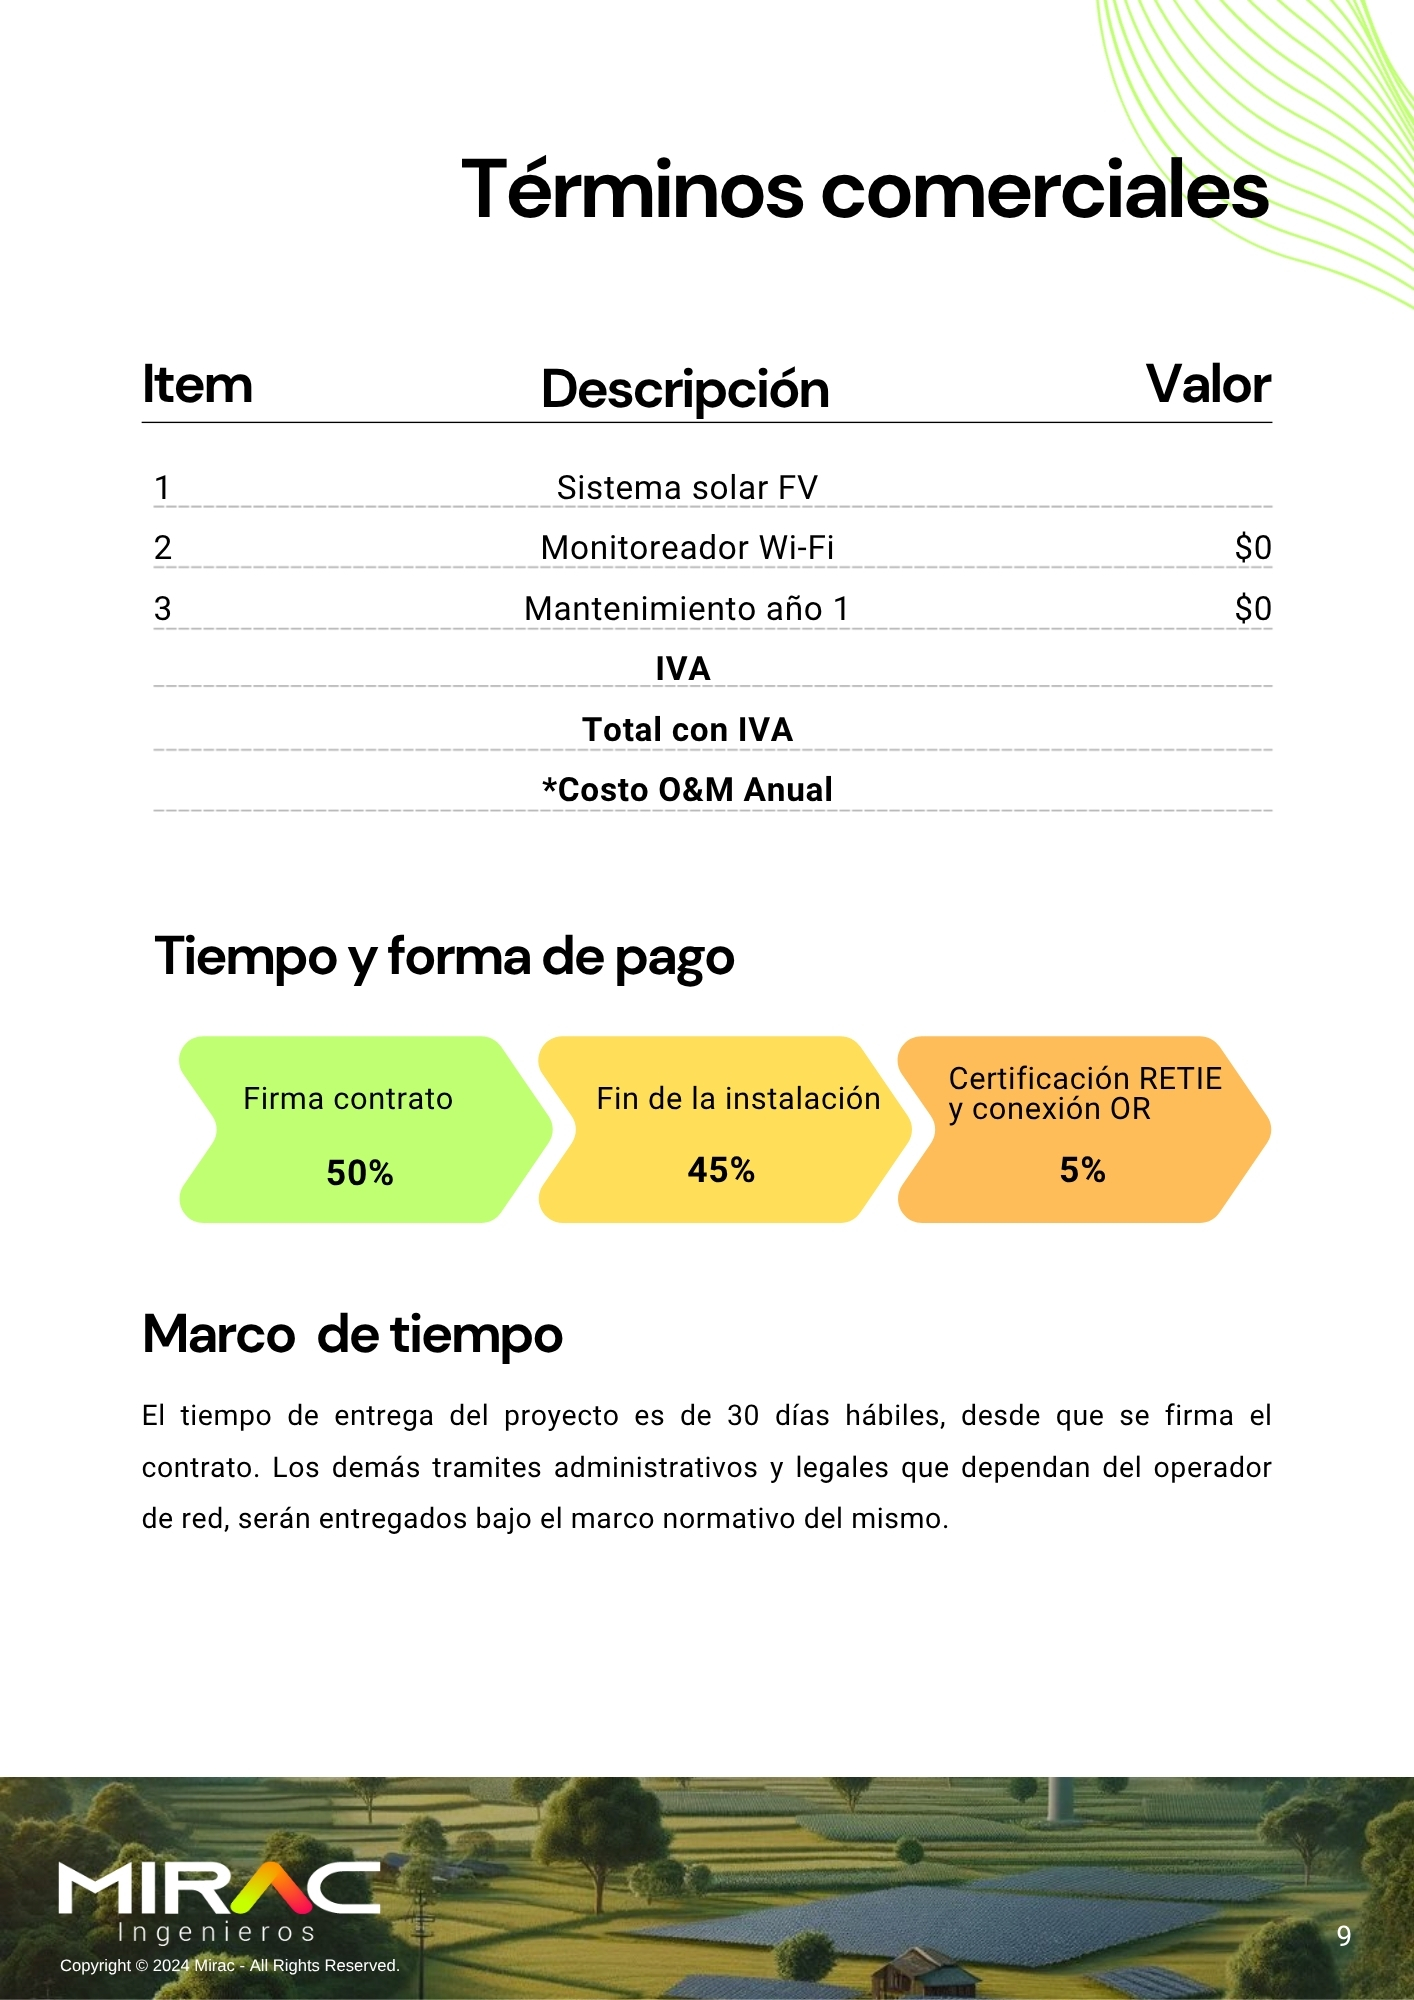 Términos comerciales
Item Descripción Valor
1 Sistema solar FV
2 Monitoreador Wi-Fi $0
3 Mantenimiento año 1 $0
IVA
Total con IVA
*Costo O&M Anual
Tiempo y forma de pago
Firma contrato
50%
Fin de la instalación
45%
Certificación RETIE
y conexión OR
5%
Marco de tiempo
El tiempo de entrega del proyecto es de 30 días hábiles, desde que se firma el
contrato. Los demás tramites administrativos y legales que dependan del operador
de red, serán entregados bajo el marco normativo del mismo.
MIRAC
Ingenieros
Copyright © 2024 Mirac - All Rights Reserved.
9